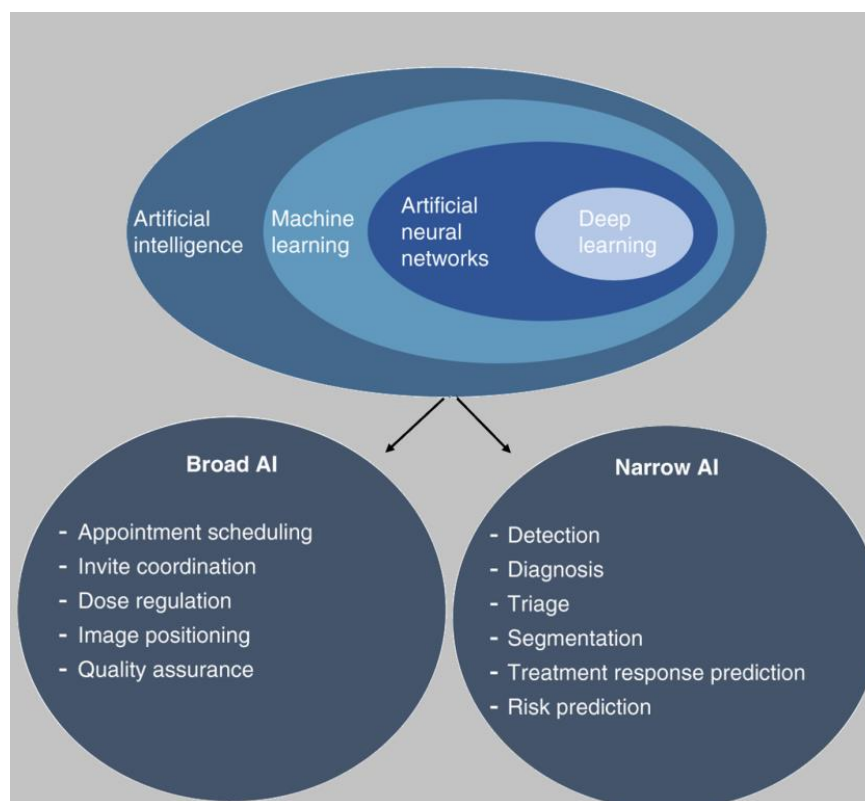 Artificial
intelligence
Machine
learning
Artificial
neural
networks
Deep
learning
Broad AI
- Appointment scheduling
- Invite coordination
- Dose regulation
- Image positioning
- Quality assurance
Narrow AI
- Detection
- Diagnosis
- Triage
- Segmentation
- Treatment response prediction
- Risk prediction